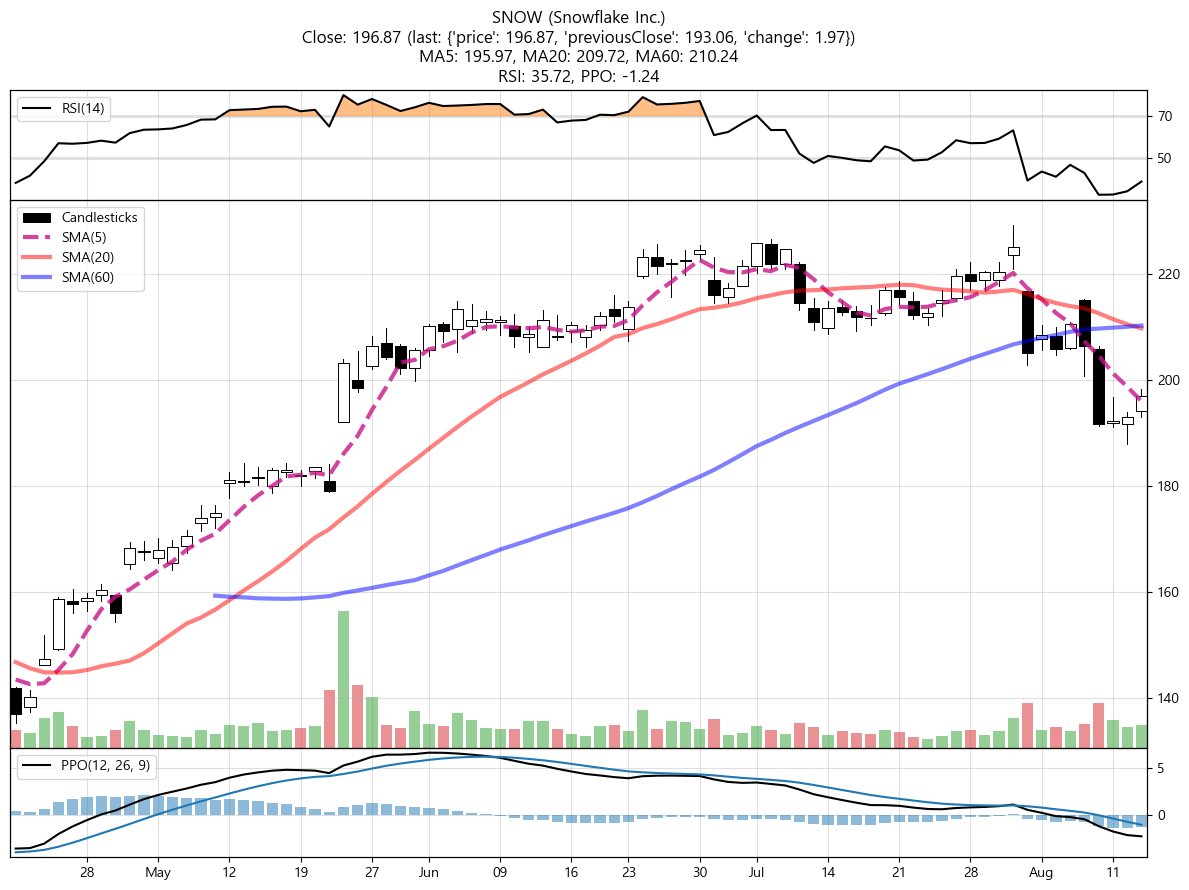 SNOW (Snowflake Inc.)
Close: 196.87 (last: {'price': 196.87, 'previousClose': 193.06, 'change': 1.97})
MA5: 195.97, MA20: 209.72, MA60: 210.24
RSI: 35.72, PPO: -1.24
RSI(14)
70
50
Candlesticks
SMA(5)
SMA(20)
SMA(60)
220
200
180
160
140
PPO(12, 26, 9)
5
0
28 May 12 19 27 Jun 09 16 23 30 Jul 14 21 28 Aug 11